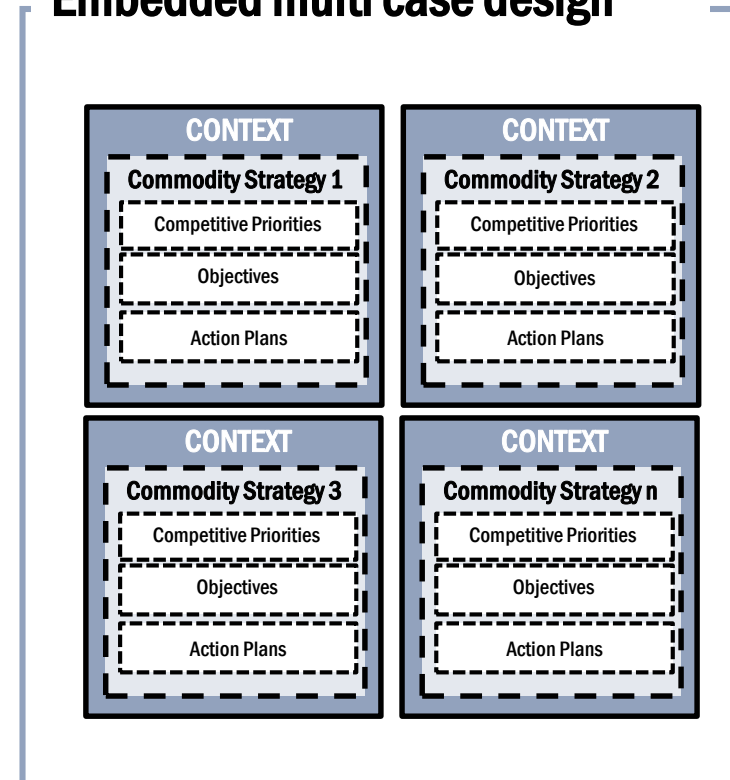 Embedded multi case design
CONTEXT
Commodity Strategy 1
Competitive Priorities
Objectives
Action Plans
CONTEXT
Commodity Strategy 2
Competitive Priorities
Objectives
Action Plans
CONTEXT
Commodity Strategy 3
Competitive Priorities
Objectives
Action Plans
CONTEXT
Commodity Strategy n
Competitive Priorities
Objectives
Action Plans